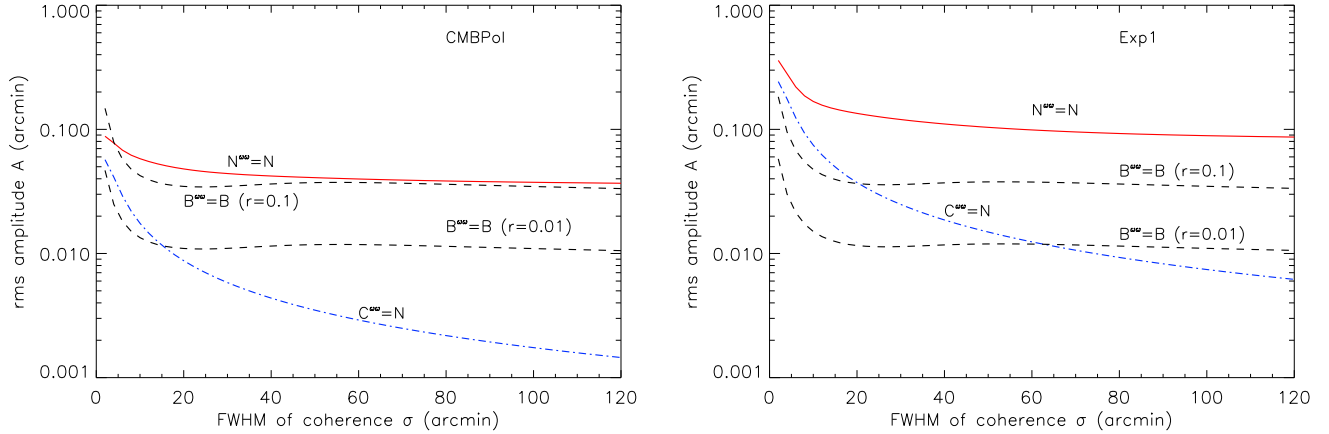 CMBPol
rms amplitude A (arcmin)
1.000
0.100
0.010
0.001
N^ωω=N
B^ωω=B (r=0.1)
B^ωω=B (r=0.01)
C^ωω=N
0 20 40 60 80 100 120
FWHM of coherence σ (arcmin)
Exp1
rms amplitude A (arcmin)
1.000
0.100
0.010
0.001
N^ωω=N
B^ωω=B (r=0.1)
C^ωω=N
B^ωω=B (r=0.01)
0 20 40 60 80 100 120
FWHM of coherence σ (arcmin)